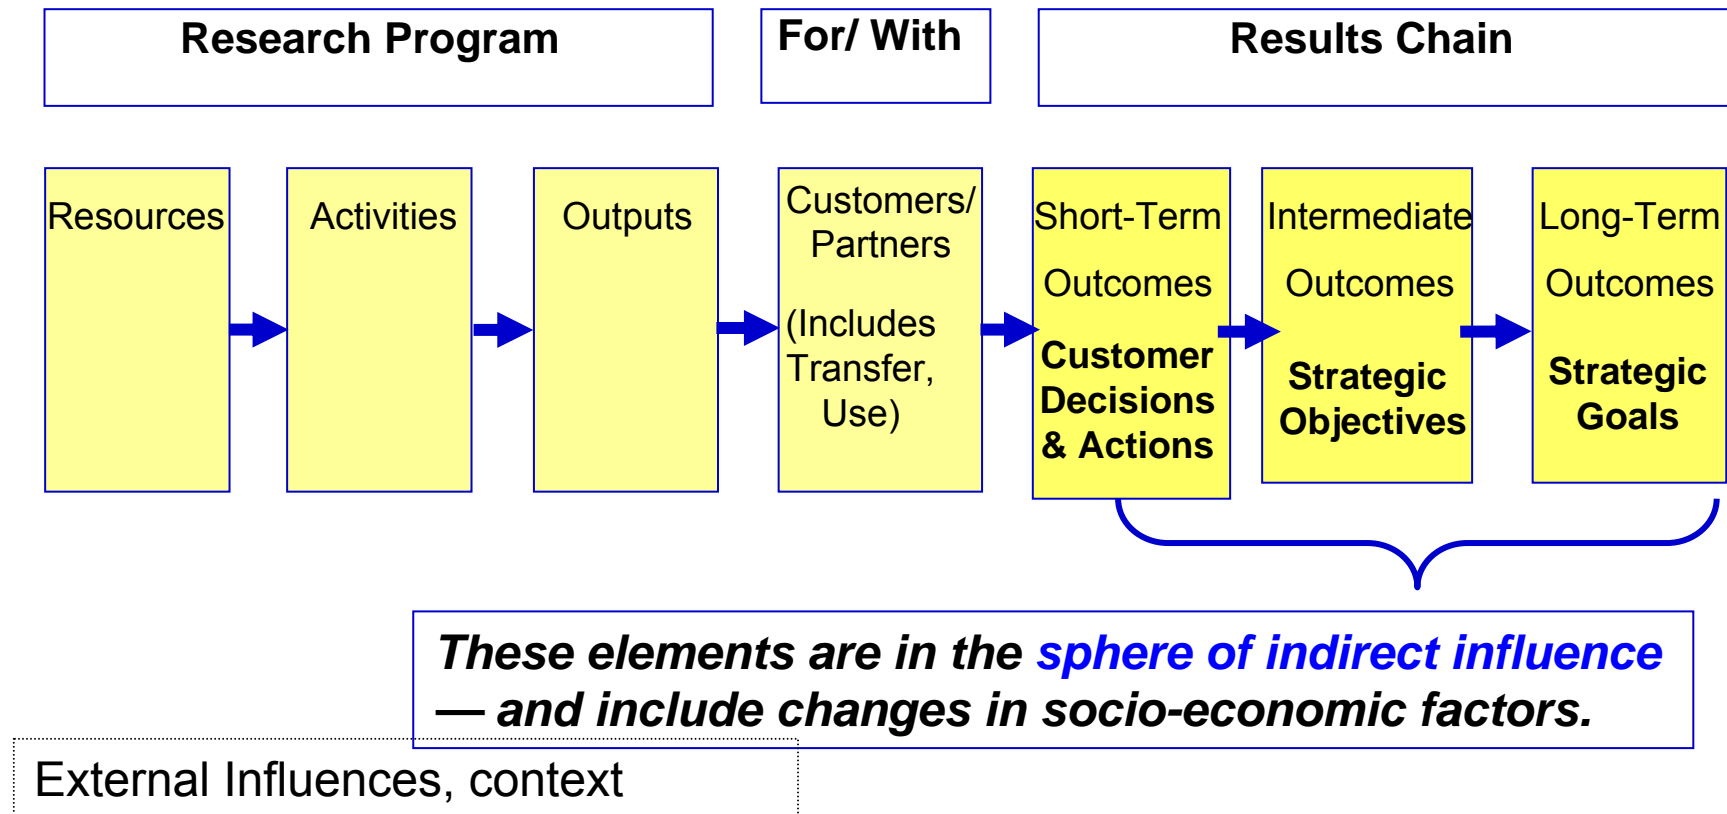 Research Program
For/ With
Results Chain
Resources
Activities
Outputs
Customers/
Partners
(Includes
Transfer,
Use)
Short-Term
Outcomes
Customer
Decisions
& Actions
Intermediate
Outcomes
Strategic
Objectives
Long-Term
Outcomes
Strategic
Goals
These elements are in the sphere of indirect influence
— and include changes in socio-economic factors.
External Influences, context